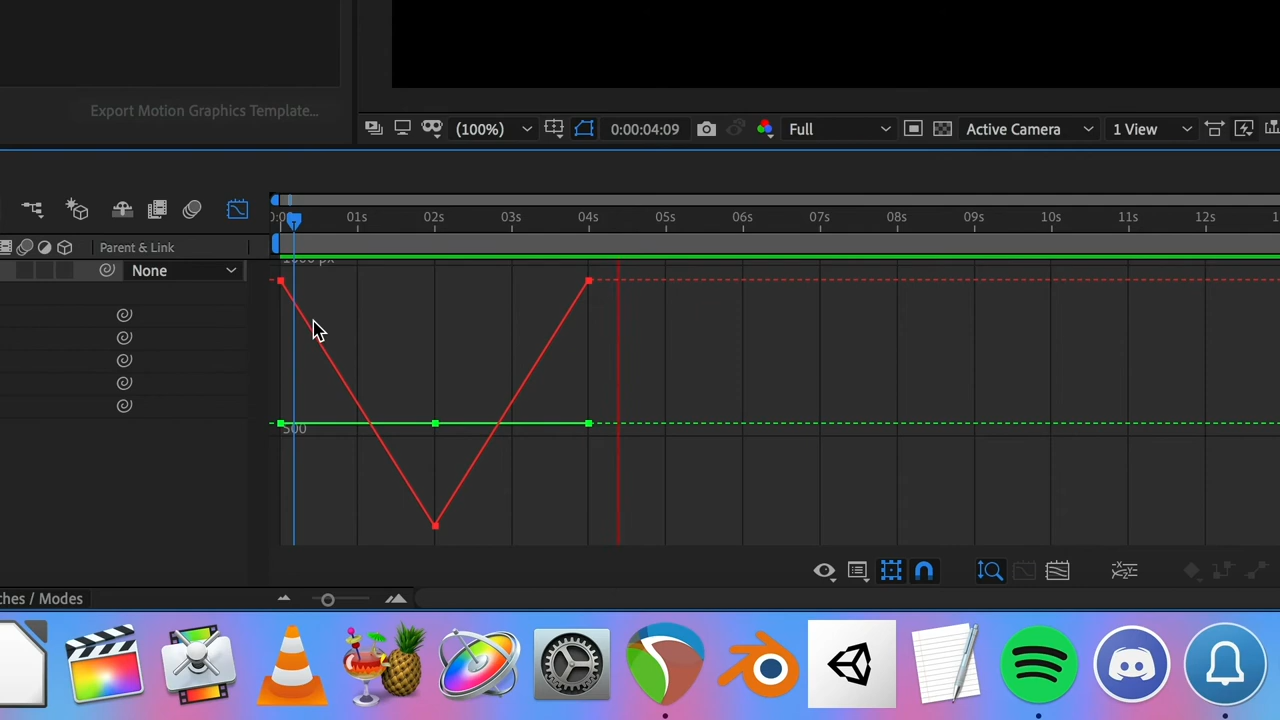 Export Motion Graphics Template...
(100%)
0:00:04:09
Full
Active Camera
1 View
01s
02s
03s
04s
05s
06s
07s
08s
09s
10s
11s
12s
Parent & Link
None
500
ches / Modes